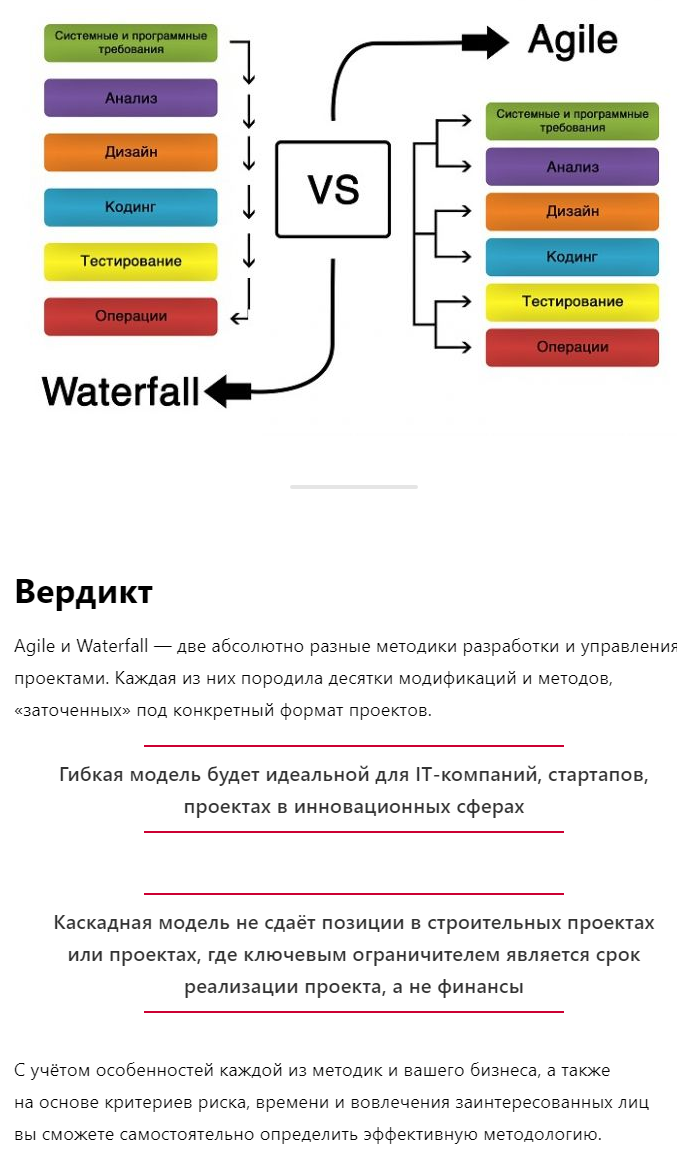 Системные и программные
требования
Анализ
Дизайн
Кодинг
Тестирование
Операции
Waterfall
VS
Agile
Системные и программные
требования
Анализ
Дизайн
Кодинг
Тестирование
Операции
Вердикт
Agile и Waterfall — две абсолютно разные методики разработки и управления
проектами. Каждая из них породила десятки модификаций и методов,
«заточенных» под конкретный формат проектов.
Гибкая модель будет идеальной для IT-компаний, стартапов,
проектах в инновационных сферах
Каскадная модель не сдаёт позиции в строительных проектах
или проектах, где ключевым ограничителем является срок
реализации проекта, а не финансы
С учётом особенностей каждой из методик и вашего бизнеса, а также
на основе критериев риска, времени и вовлечения заинтересованных лиц
вы сможете самостоятельно определить эффективную методологию.